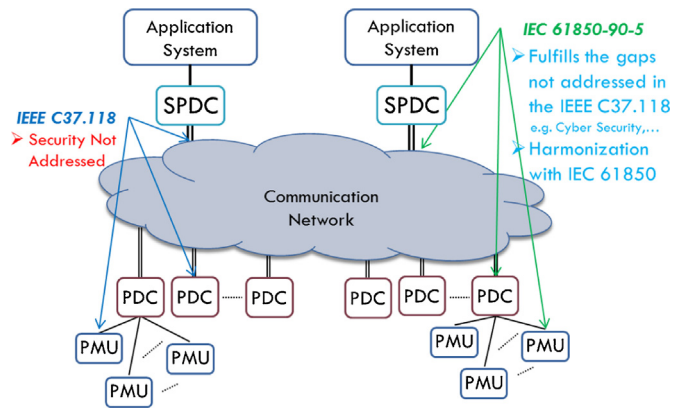 Application
System
Application
System
IEC 61850-90-5
Fulfills the gaps
not addressed in
the IEEE C37.118
e.g. Cyber Security,...
Harmonization
with IEC 61850
SPDC
SPDC
IEEE C37.118
Security Not
Addressed
Communication
Network
PDC
PDC
PDC
PDC
PDC
PDC
PMU
PMU
PMU
PMU
PMU
PMU